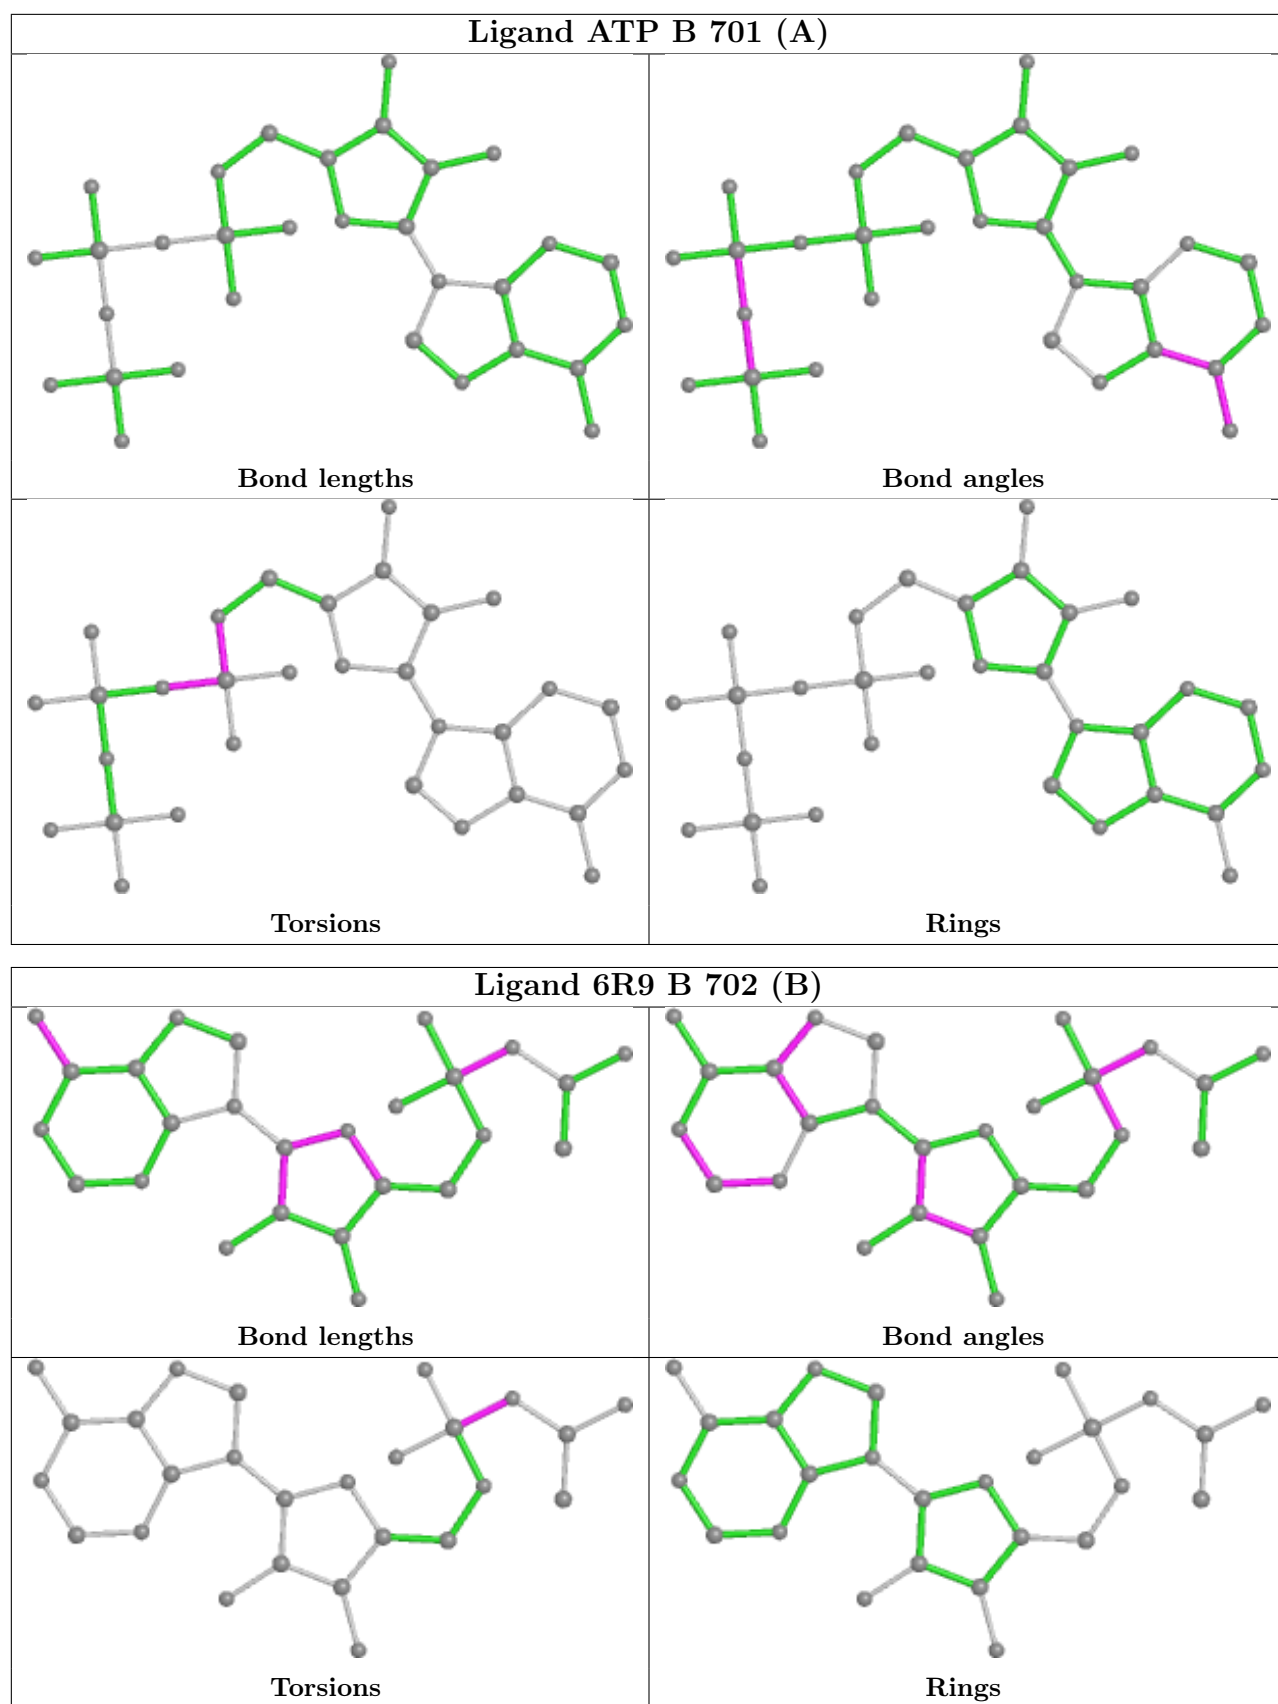 Ligand ATP B 701 (A)
Bond lengths
Bond angles
Torsions
Rings
Ligand 6R9 B 702 (B)
Bond lengths
Bond angles
Torsions
Rings